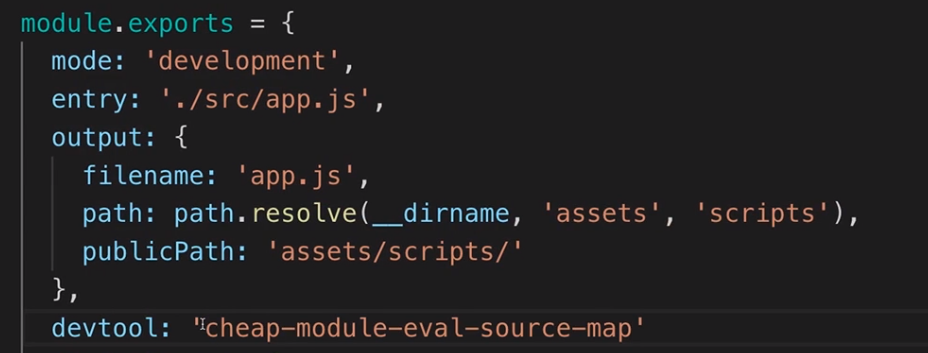 module.exports = {
  mode: 'development',
  entry: './src/app.js',
  output: {
    filename: 'app.js',
    path: path.resolve(__dirname, 'assets', 'scripts'),
    publicPath: 'assets/scripts/'
  },
  devtool: 'cheap-module-eval-source-map'